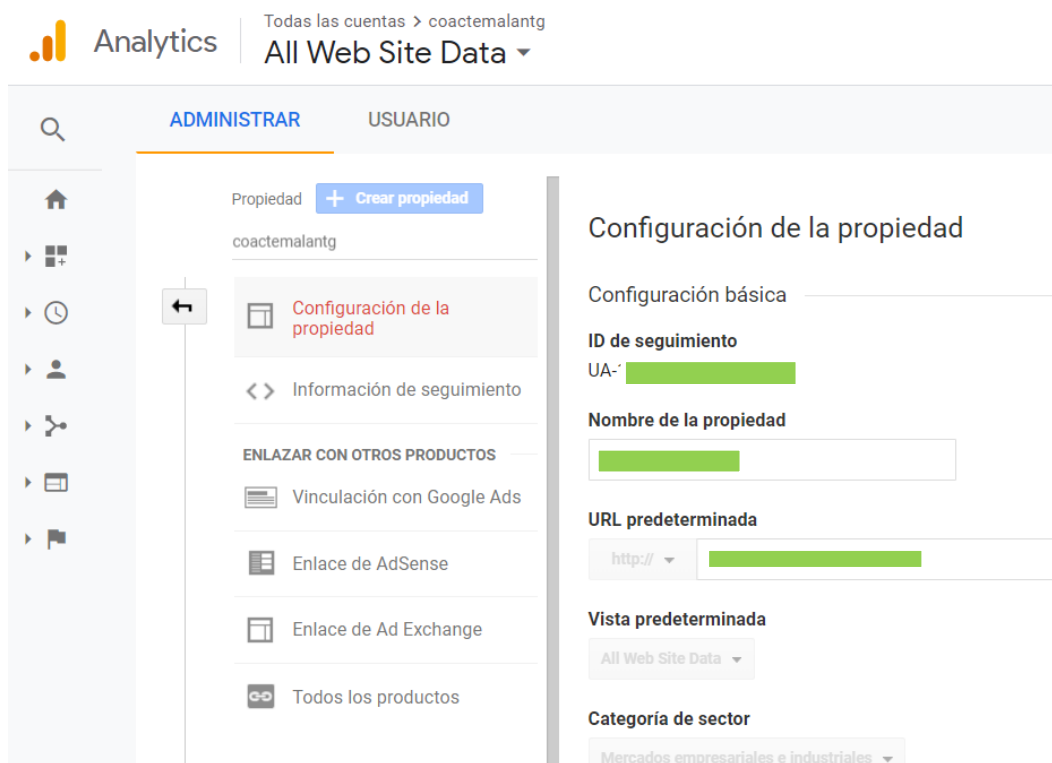 Analytics
Todas las cuentas > coactemalantg
All Web Site Data
ADMINISTRAR
USUARIO
Propiedad
+ Crear propiedad
coactemalantg
Configuración de la
propiedad
Información de seguimiento
ENLAZAR CON OTROS PRODUCTOS
Vinculación con Google Ads
Enlace de AdSense
Enlace de Ad Exchange
Todos los productos
Configuración de la propiedad
Configuración básica
ID de seguimiento
UA-
Nombre de la propiedad
URL predeterminada
http://
Vista predeterminada
All Web Site Data
Categoría de sector
Mercados empresariales e industriales